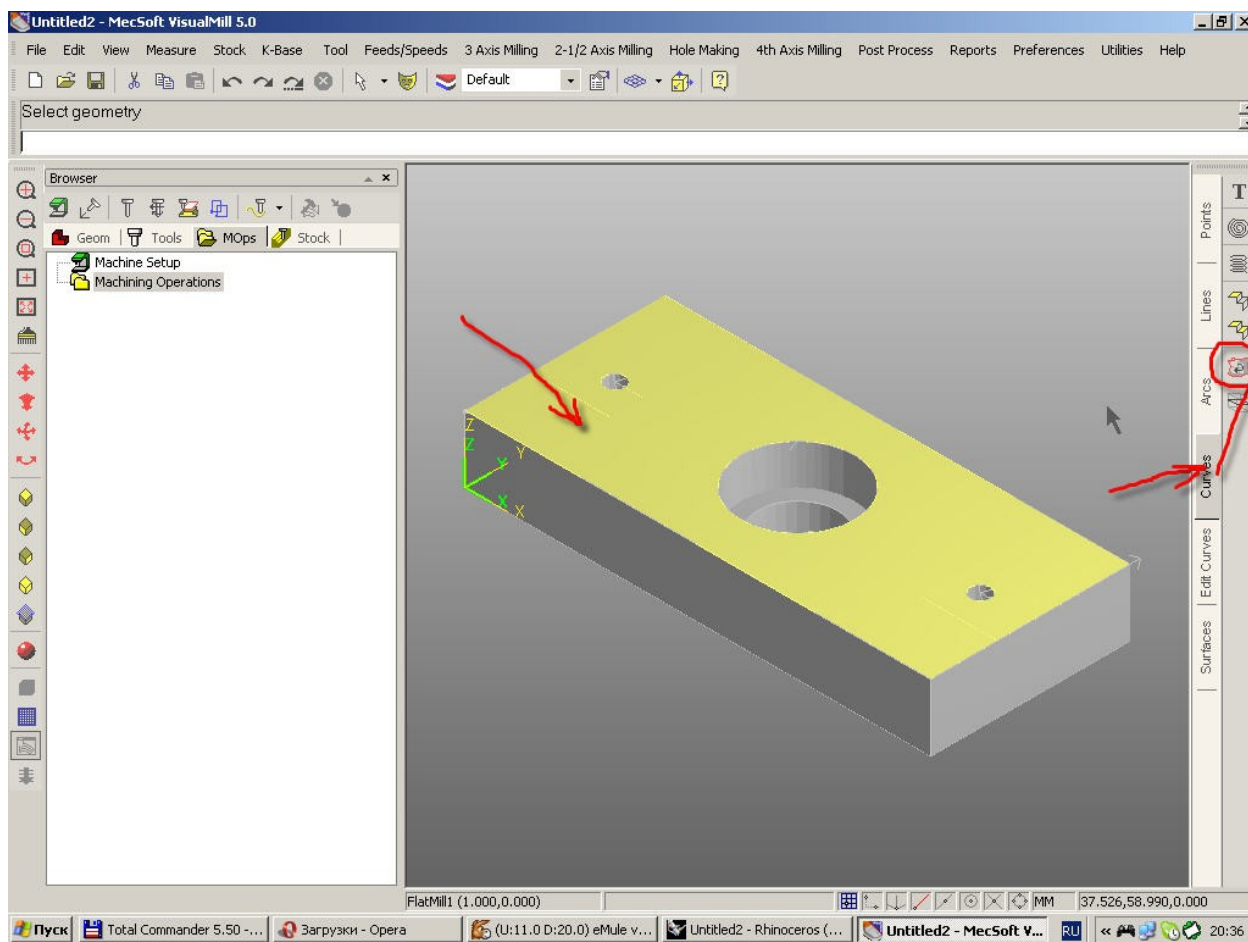 Untitled2 - MecSoft VisualMill 5.0
File Edit View Measure Stock K-Base Tool Feeds/Speeds 3 Axis Milling 2-1/2 Axis Milling Hole Making 4th Axis Milling Post Process Reports Preferences Utilities Help
Default
Select geometry
Browser
Geom Tools MOps Stock
Machine Setup
Machining Operations
Z
Z
Y
Y
X
X
Points
Lines
Arcs
Curves
Edit Curves
Surfaces
T
FlatMill1 (1.000,0.000)
MM
37.526,58.990,0.000
Пуск
Total Commander 5.50 -...
Загрузки - Opera
(U:11.0 D:20.0) eMule v...
Untitled2 - Rhinoceros (...
Untitled2 - MecSoft V...
RU
20:36